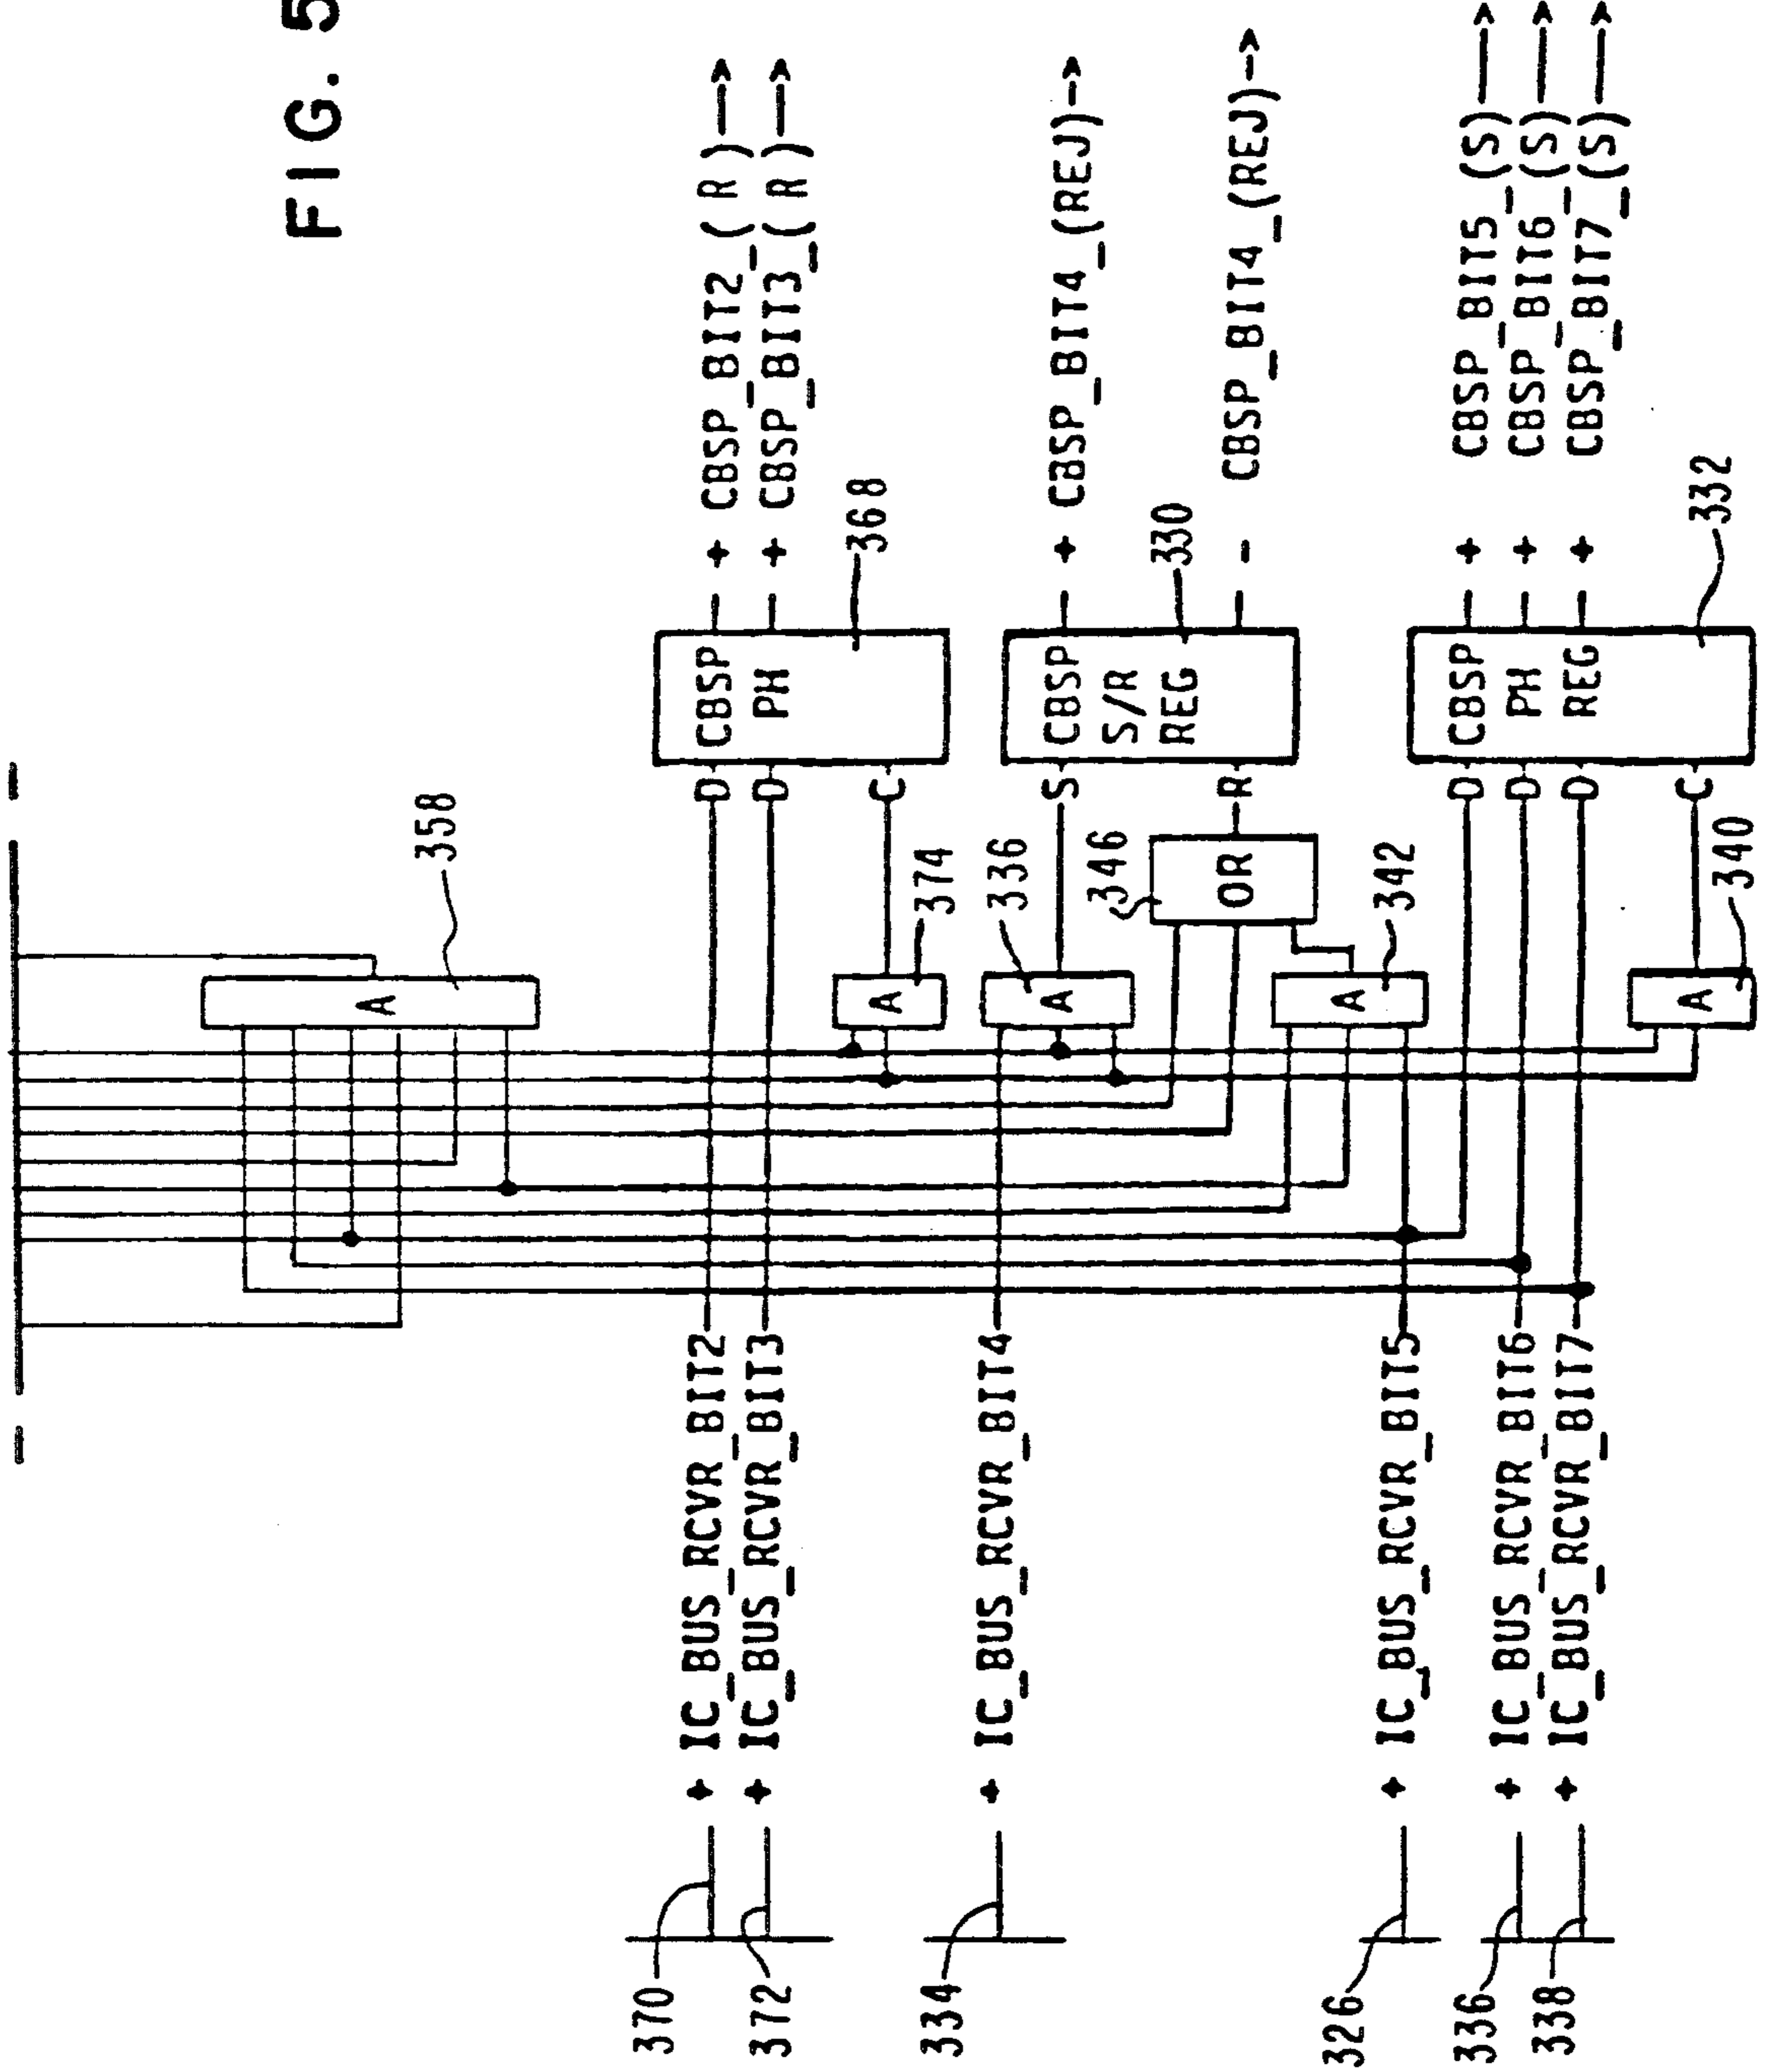 FIG. 5
358
A
370
+ IC_BUS_RCVR_BIT2
D
CBSP
+ CBSP_BIT2_( R )
372
+ IC_BUS_RCVR_BIT3
D
PH
+ CBSP_BIT3_( R )
A
374
C
368
334
+ IC_BUS_RCVR_BIT4
A
336
S
CBSP
S/R
REG
+ CBSP_BIT4_(REJ)
346
OR
R
330
- CBSP_BIT4_(REJ)
A
342
326
+ IC_BUS_RCVR_BIT5
D
CBSP
+ CBSP_BIT5_(S)
336
+ IC_BUS_RCVR_BIT6
D
PH
+ CBSP_BIT6_(S)
338
+ IC_BUS_RCVR_BIT7
D
REG
+ CBSP_BIT7_(S)
A
340
C
332